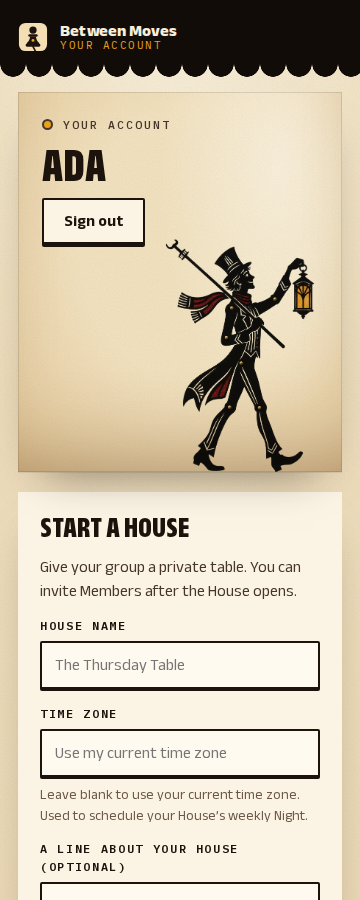 Between Moves
YOUR ACCOUNT
YOUR ACCOUNT
ADA
Sign out
START A HOUSE
Give your group a private table. You can
invite Members after the House opens.
HOUSE NAME
The Thursday Table
TIME ZONE
Use my current time zone
Leave blank to use your current time zone.
Used to schedule your House’s weekly Night.
A LINE ABOUT YOUR HOUSE
(OPTIONAL)